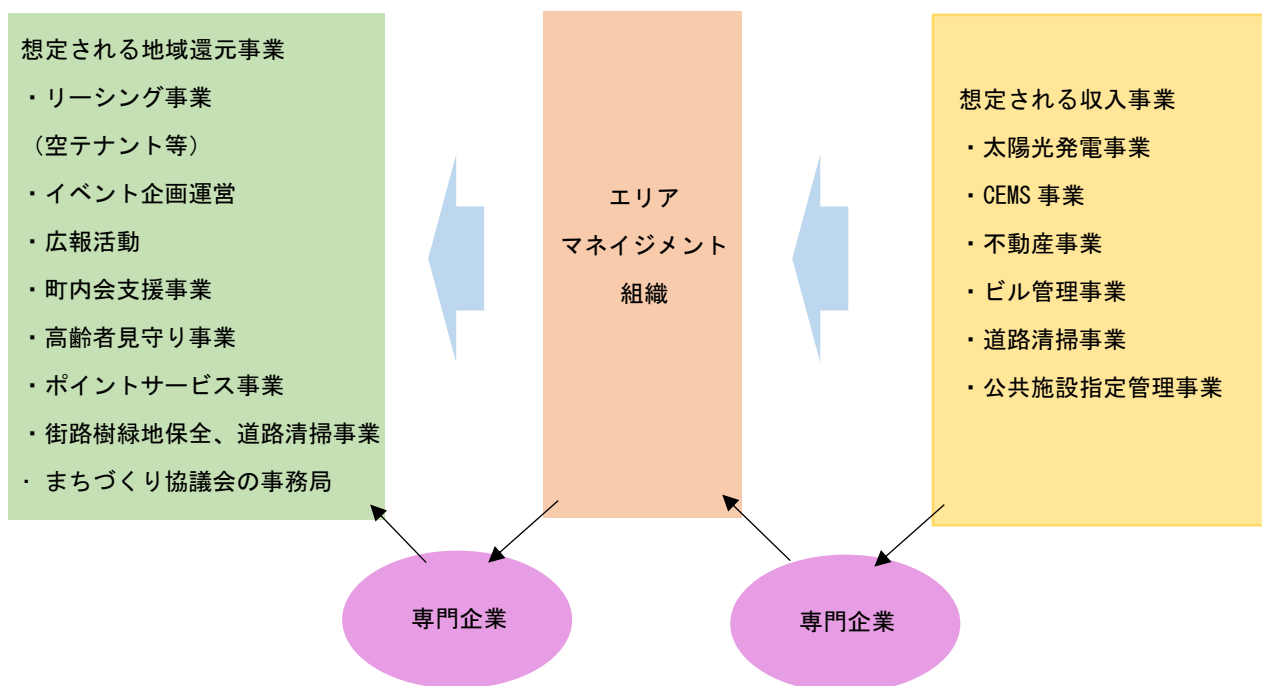 想定される地域還元事業
・リーシング事業
（空テナント等）
・イベント企画運営
・広報活動
・町内会支援事業
・高齢者見守り事業
・ポイントサービス事業
・街路樹緑地保全、道路清掃事業
・ まちづくり協議会の事務局
エリア
マネイジメント
組織
想定される収入事業
・太陽光発電事業
・CEMS 事業
・不動産事業
・ビル管理事業
・道路清掃事業
・公共施設指定管理事業
専門企業
専門企業